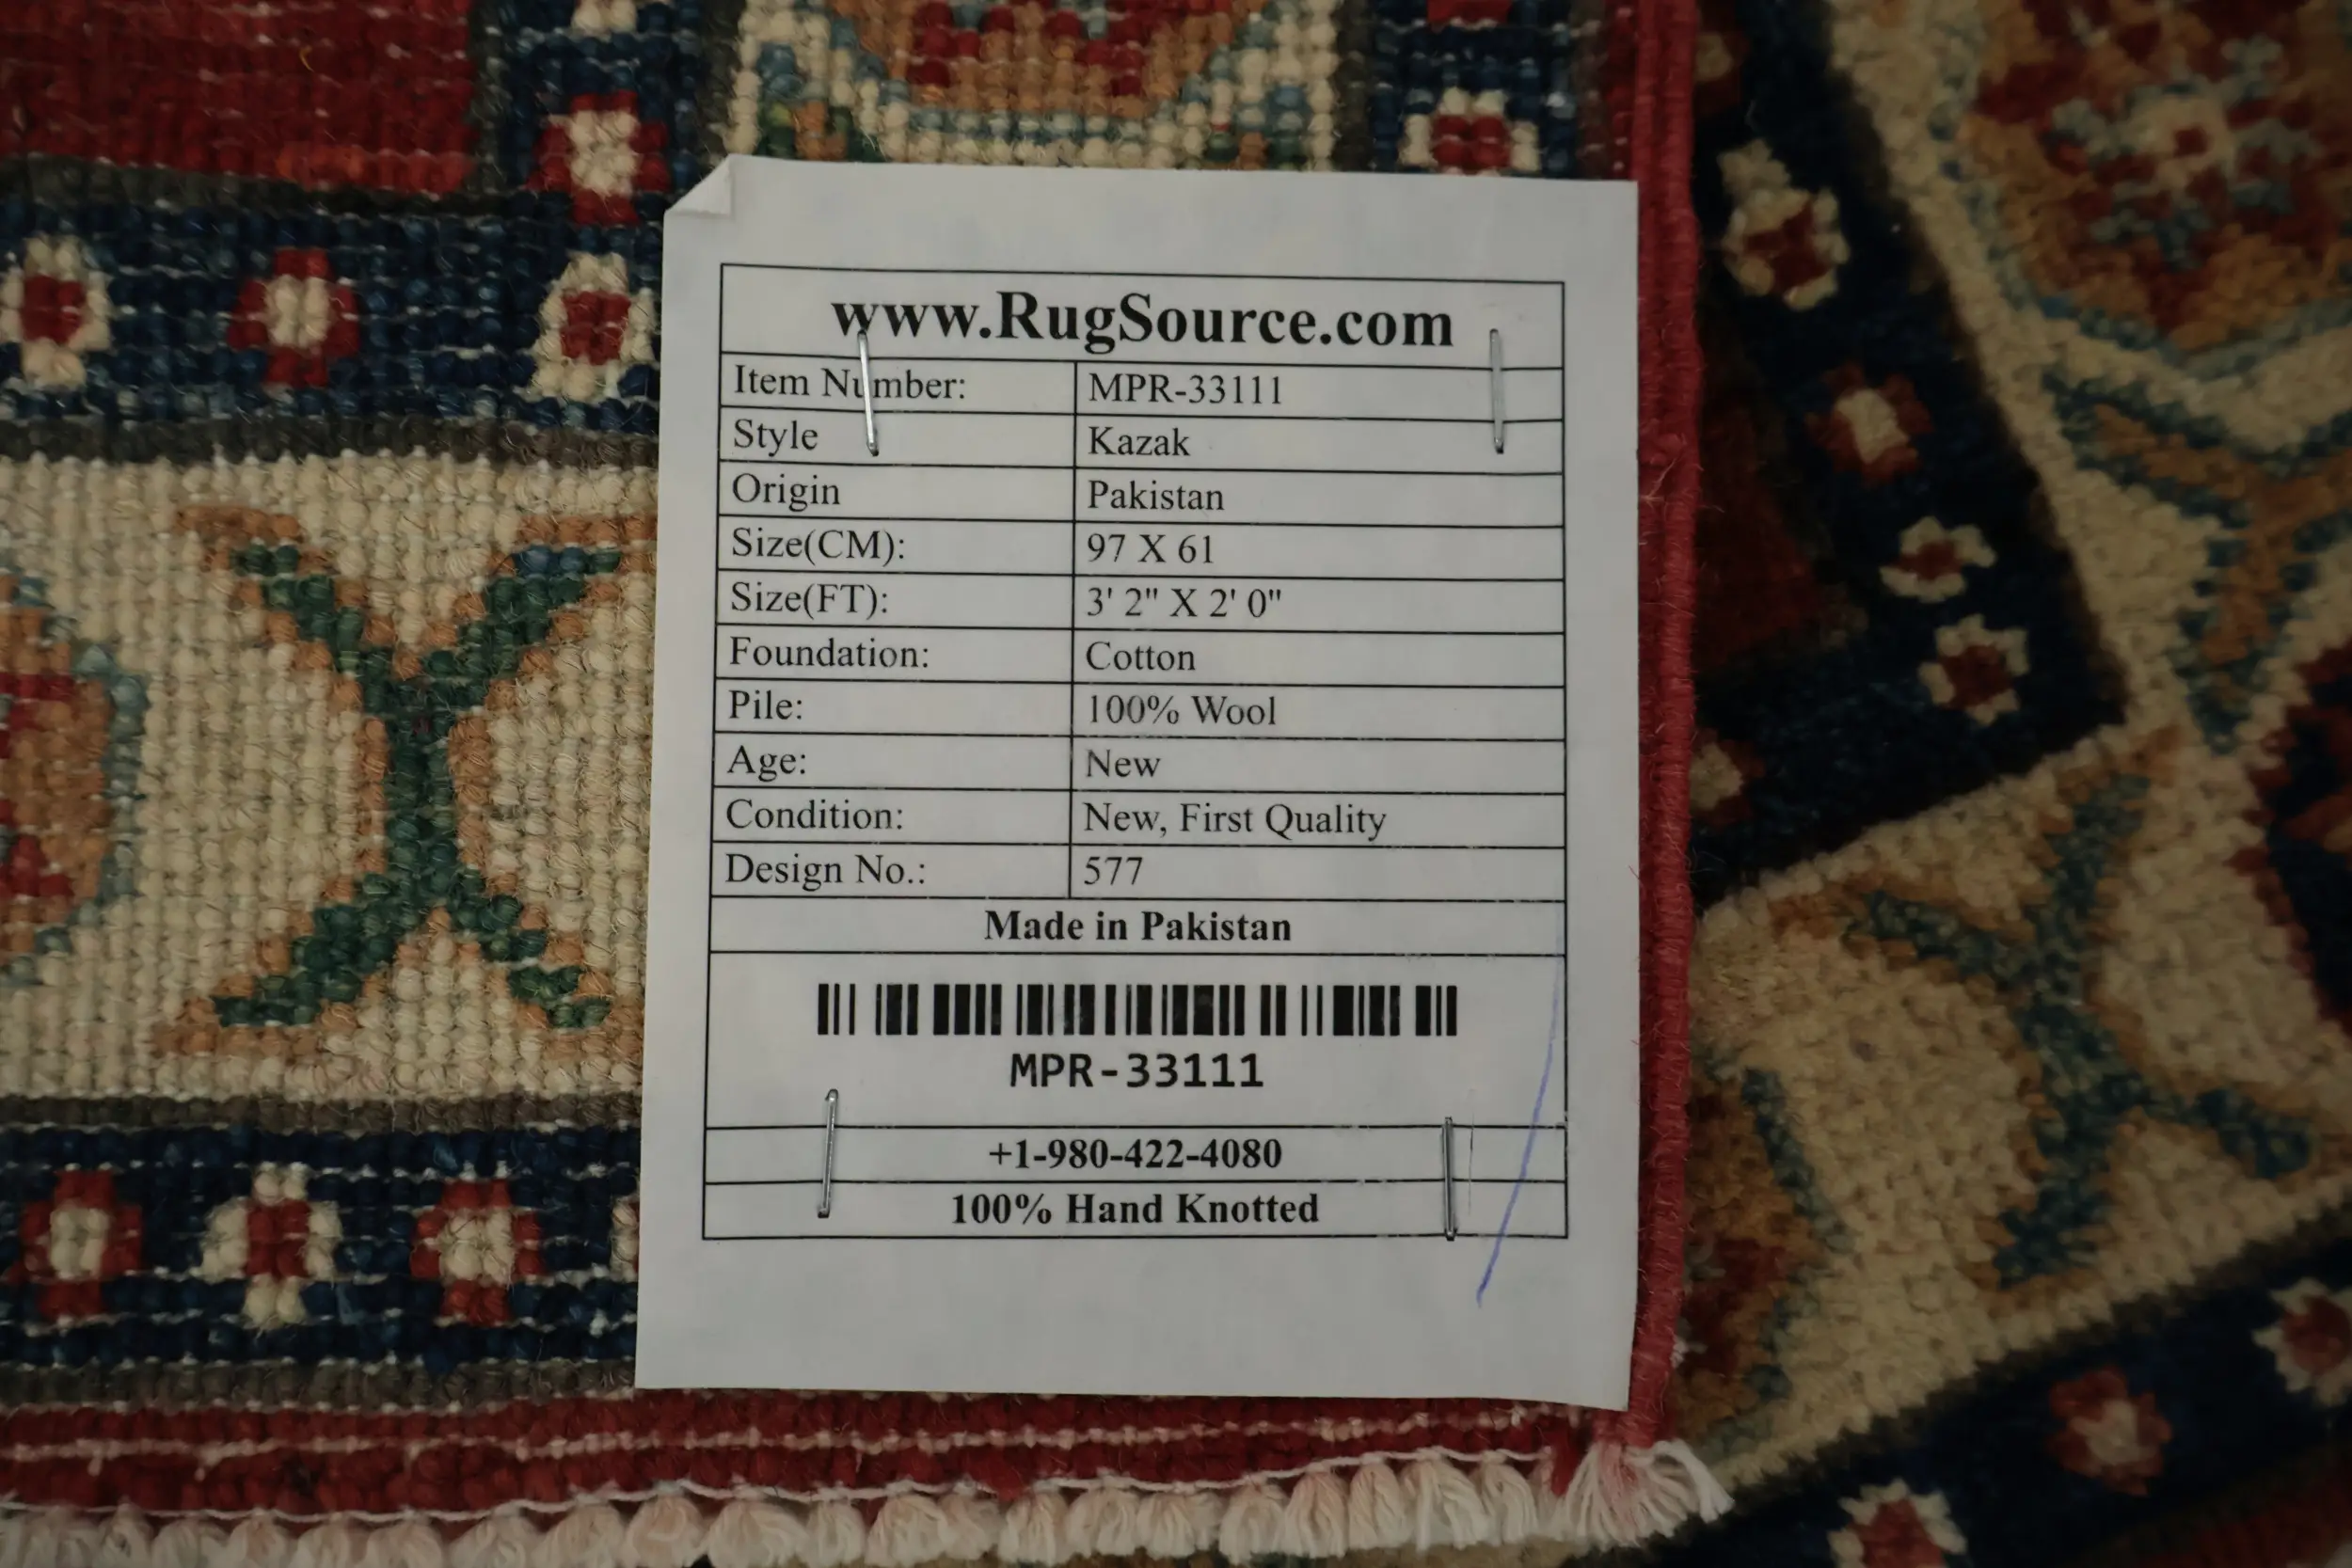 www.RugSource.com
Item Number: MPR-33111
Style Kazak
Origin Pakistan
Size(CM): 97 X 61
Size(FT): 3' 2" X 2' 0"
Foundation: Cotton
Pile: 100% Wool
Age: New
Condition: New, First Quality
Design No.: 577
Made in Pakistan
MPR-33111
+1-980-422-4080
100% Hand Knotted